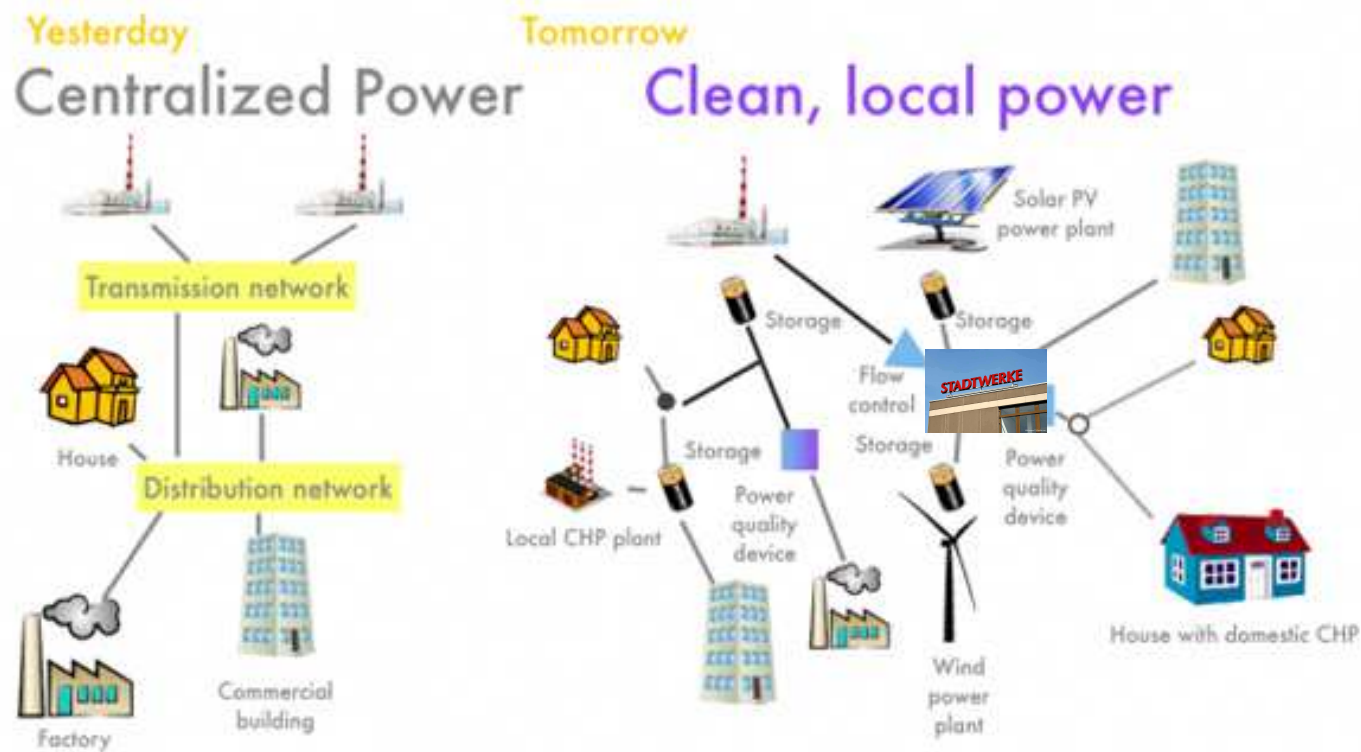 Yesterday
Centralized Power
Transmission network
House
Distribution network
Factory
Commercial
building
Tomorrow
Clean, local power
Solar PV
power plant
Storage
Storage
Flow
control
STADTWERKE
Storage
Storage
Power
quality
device
Power
quality
device
Local CHP plant
House with domestic CHP
Wind
power
plant